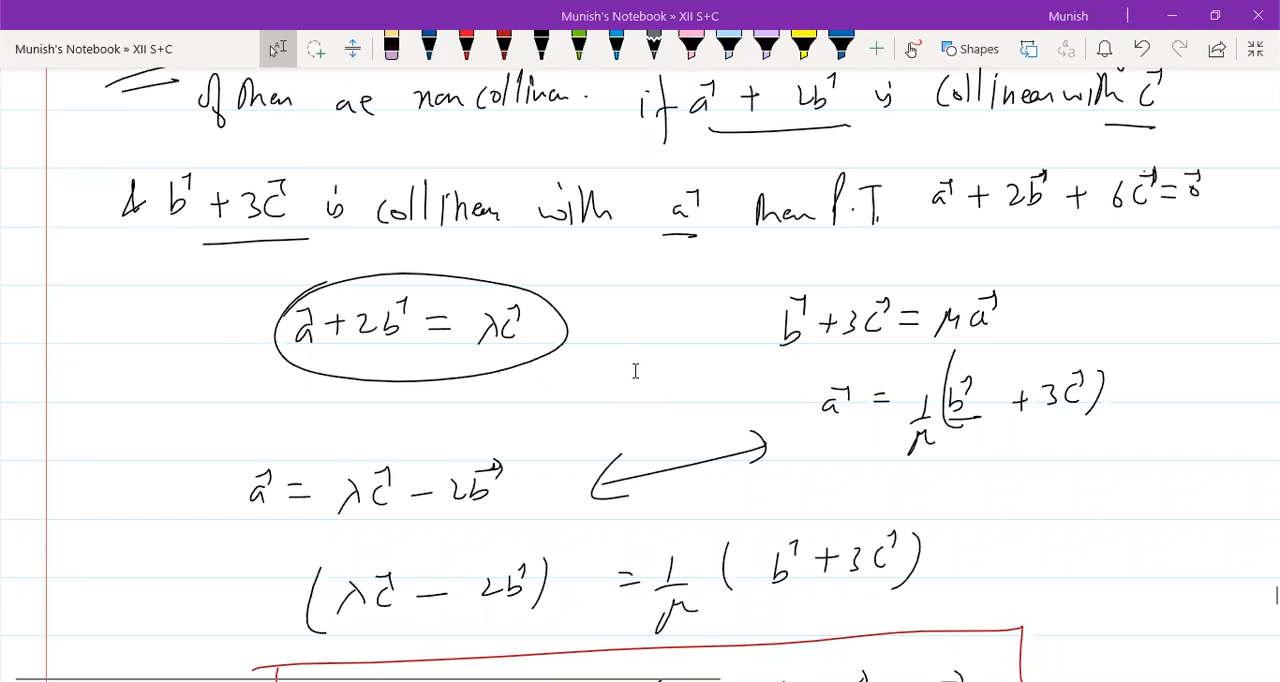 Munish's Notebook » XII S+C
Munish
Munish's Notebook » XII S+C
Shapes
of them are non collinear. if a⃗ + 2b⃗ is collinear with c⃗
& b⃗ + 3c⃗ is collinear with a⃗ then P.T. a⃗ + 2b⃗ + 6c⃗ = 0⃗
a⃗ + 2b⃗ = λc⃗
b⃗ + 3c⃗ = μa⃗
a⃗ = 1/μ (b⃗ + 3c⃗)
a⃗ = λc⃗ - 2b⃗
(λc⃗ - 2b⃗) = 1/μ (b⃗ + 3c⃗)